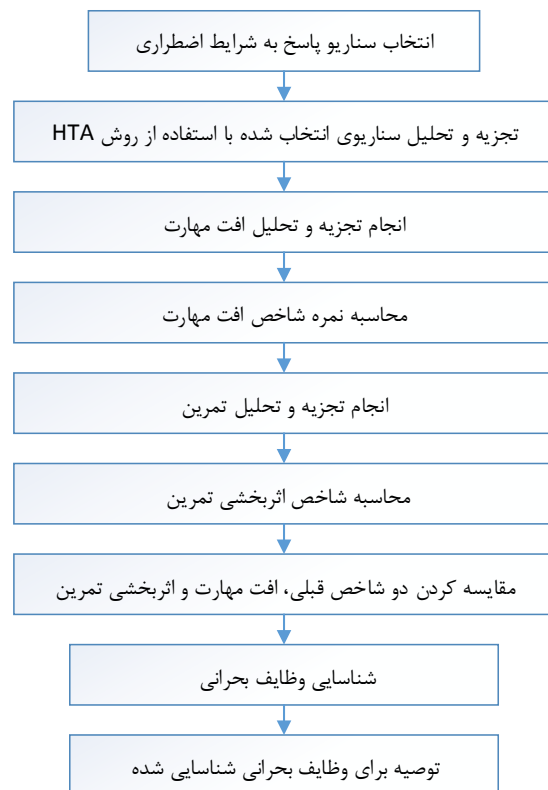 انتخاب سناریو پاسخ به شرایط اضطراری
تجزیه و تحلیل سناریوی انتخاب شده با استفاده از روش HTA
انجام تجزیه و تحلیل افت مهارت
محاسبه نمره شاخص افت مهارت
انجام تجزیه و تحلیل تمرین
محاسبه شاخص اثربخشی تمرین
مقایسه کردن دو شاخص قبلی، افت مهارت و اثربخشی تمرین
شناسایی وظایف بحرانی
توصیه برای وظایف بحرانی شناسایی شده